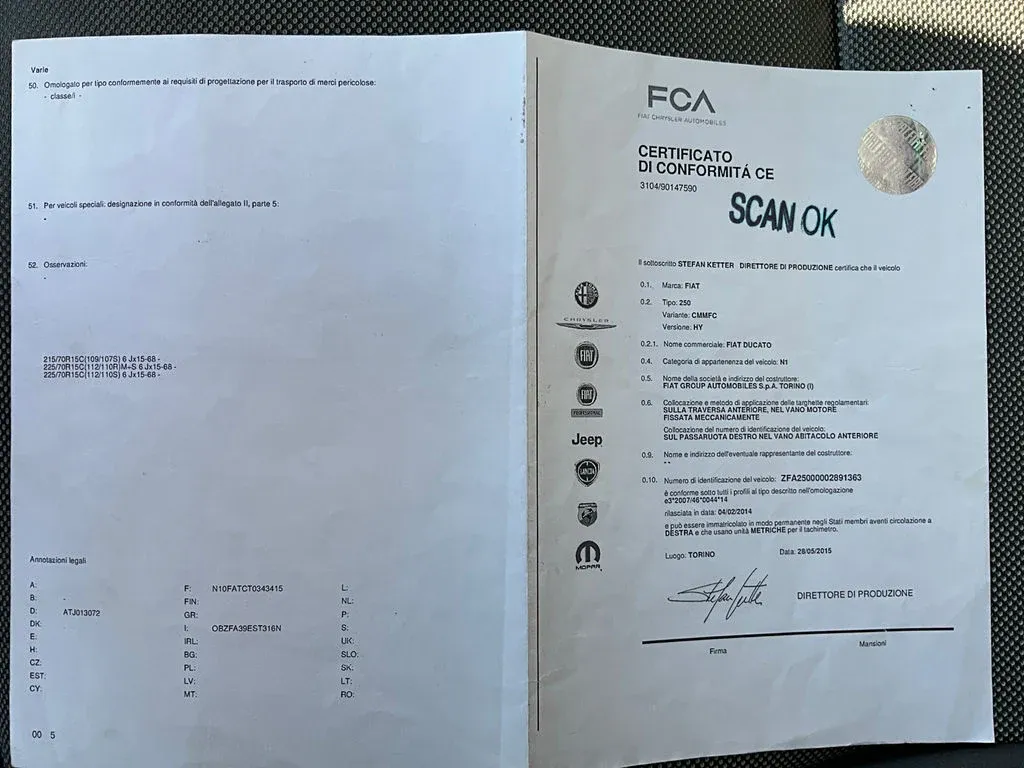 Varie
50. Omologato per tipo conformemente ai requisiti di progettazione per il trasporto di merci pericolose:
- classe/i -
51. Per veicoli speciali: designazione in conformità dell'allegato II, parte 5:
-
52. Osservazioni:
-
215/70R15C(109/107S) 6 Jx15-68 -
225/70R15C(112/110R)M+S 6 Jx15-68 -
225/70R15C(112/110S) 6 Jx15-68 -
Annotazioni legali
A:
B: -
D: ATJ013072
DK:
E:
H:
CZ:
EST:
CY:
F: N10FATCT0343415
FIN:
GR:
I: OBZFA39EST316N
IRL:
BG:
PL:
LV:
MT:
L:
NL:
P:
S:
UK:
SLO:
SK:
LT:
RO:
00 5
FCA
FIAT CHRYSLER AUTOMOBILES
CERTIFICATO
DI CONFORMITÁ CE
3104/90147590
SCAN OK
Il sottoscritto STEFAN KETTER DIRETTORE DI PRODUZIONE certifica che il veicolo
0.1. Marca: FIAT
0.2. Tipo: 250
Variante: CMMFC
Versione: HY
0.2.1. Nome commerciale: FIAT DUCATO
0.4. Categoria di appartenenza del veicolo: N1
0.5. Nome della società e indirizzo del costruttore:
FIAT GROUP AUTOMOBILES S.p.A. TORINO (I)
0.6. Collocazione e metodo di applicazione delle targhette regolamentari:
SULLA TRAVERSA ANTERIORE, NEL VANO MOTORE
FISSATA MECCANICAMENTE
Collocazione del numero di identificazione del veicolo:
SUL PASSARUOTA DESTRO NEL VANO ABITACOLO ANTERIORE
0.9. Nome e indirizzo dell'eventuale rappresentante del costruttore:
--
0.10. Numero di identificazione del veicolo: ZFA25000002891363
è conforme sotto tutti i profili al tipo descritto nell'omologazione
e3*2007/46*0044*14
rilasciata in data: 04/02/2014
e può essere immatricolato in modo permanente negli Stati membri aventi circolazione a
DESTRA e che usano unità METRICHE per il tachimetro.
Luogo: TORINO Data: 28/05/2015
Stefan Ketter DIRETTORE DI PRODUZIONE
Firma Mansioni
CHRYSLER
FIAT
FIAT
PROFESSIONAL
Jeep
LANCIA
MOPAR